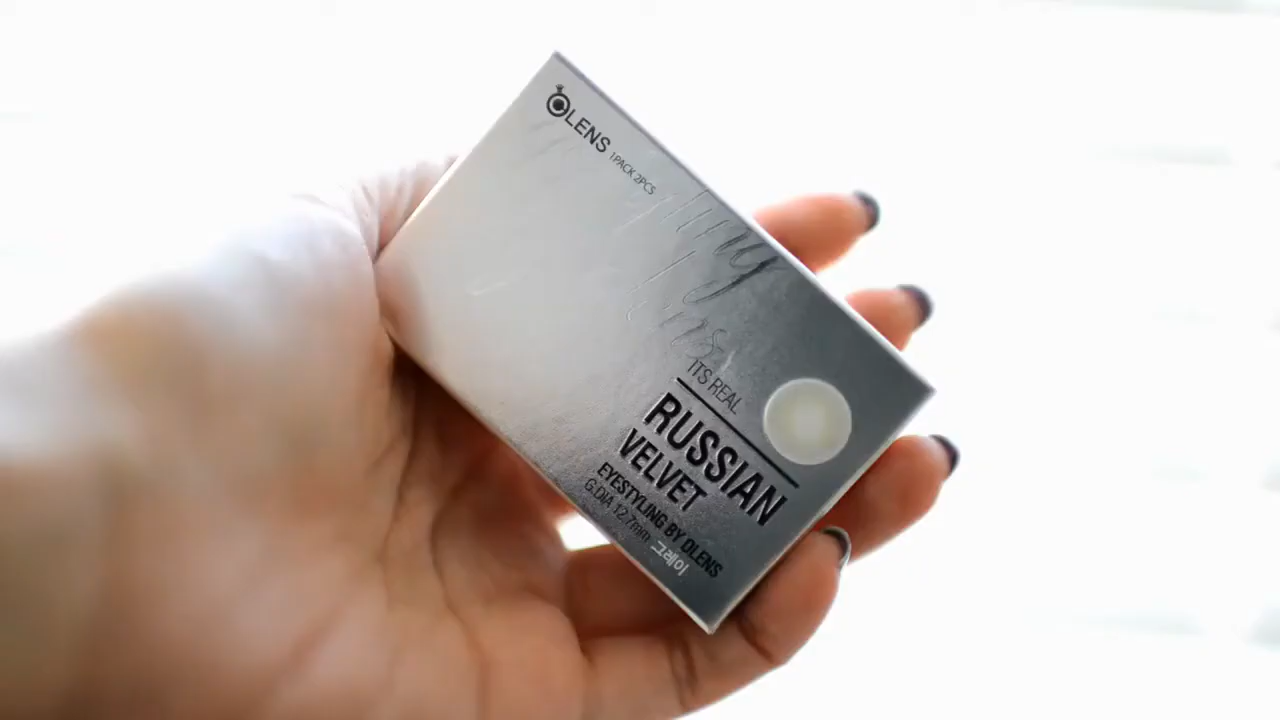 OLENS 1PACK 2PCS
ITS REAL
RUSSIAN
VELVET
EYESTYLING BY OLENS
G.DIA 12.7mm 그레이